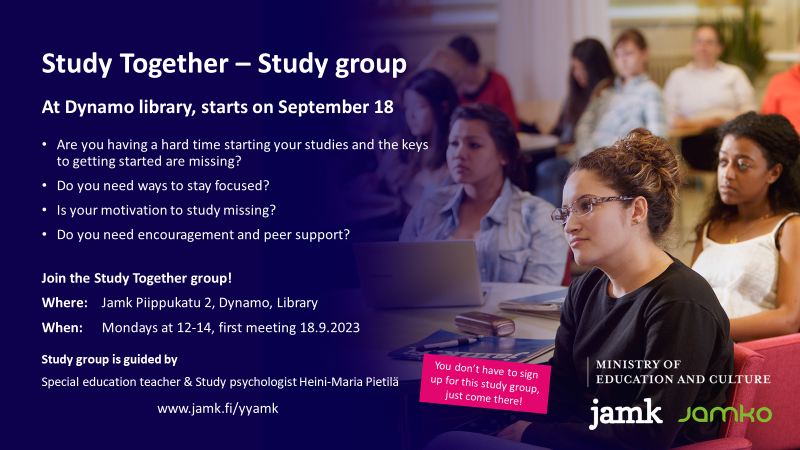 Study Together – Study group
At Dynamo library, starts on September 18
• Are you having a hard time starting your studies and the keys
to getting started are missing?
• Do you need ways to stay focused?
• Is your motivation to study missing?
• Do you need encouragement and peer support?
Join the Study Together group!
Where: Jamk Piippukatu 2, Dynamo, Library
When: Mondays at 12-14, first meeting 18.9.2023
Study group is guided by
Special education teacher & Study psychologist Heini-Maria Pietilä
www.jamk.fi/yyamk
You don't have to sign
up for this study group,
just come there!
MINISTRY OF
EDUCATION AND CULTURE
jamk JAMKO